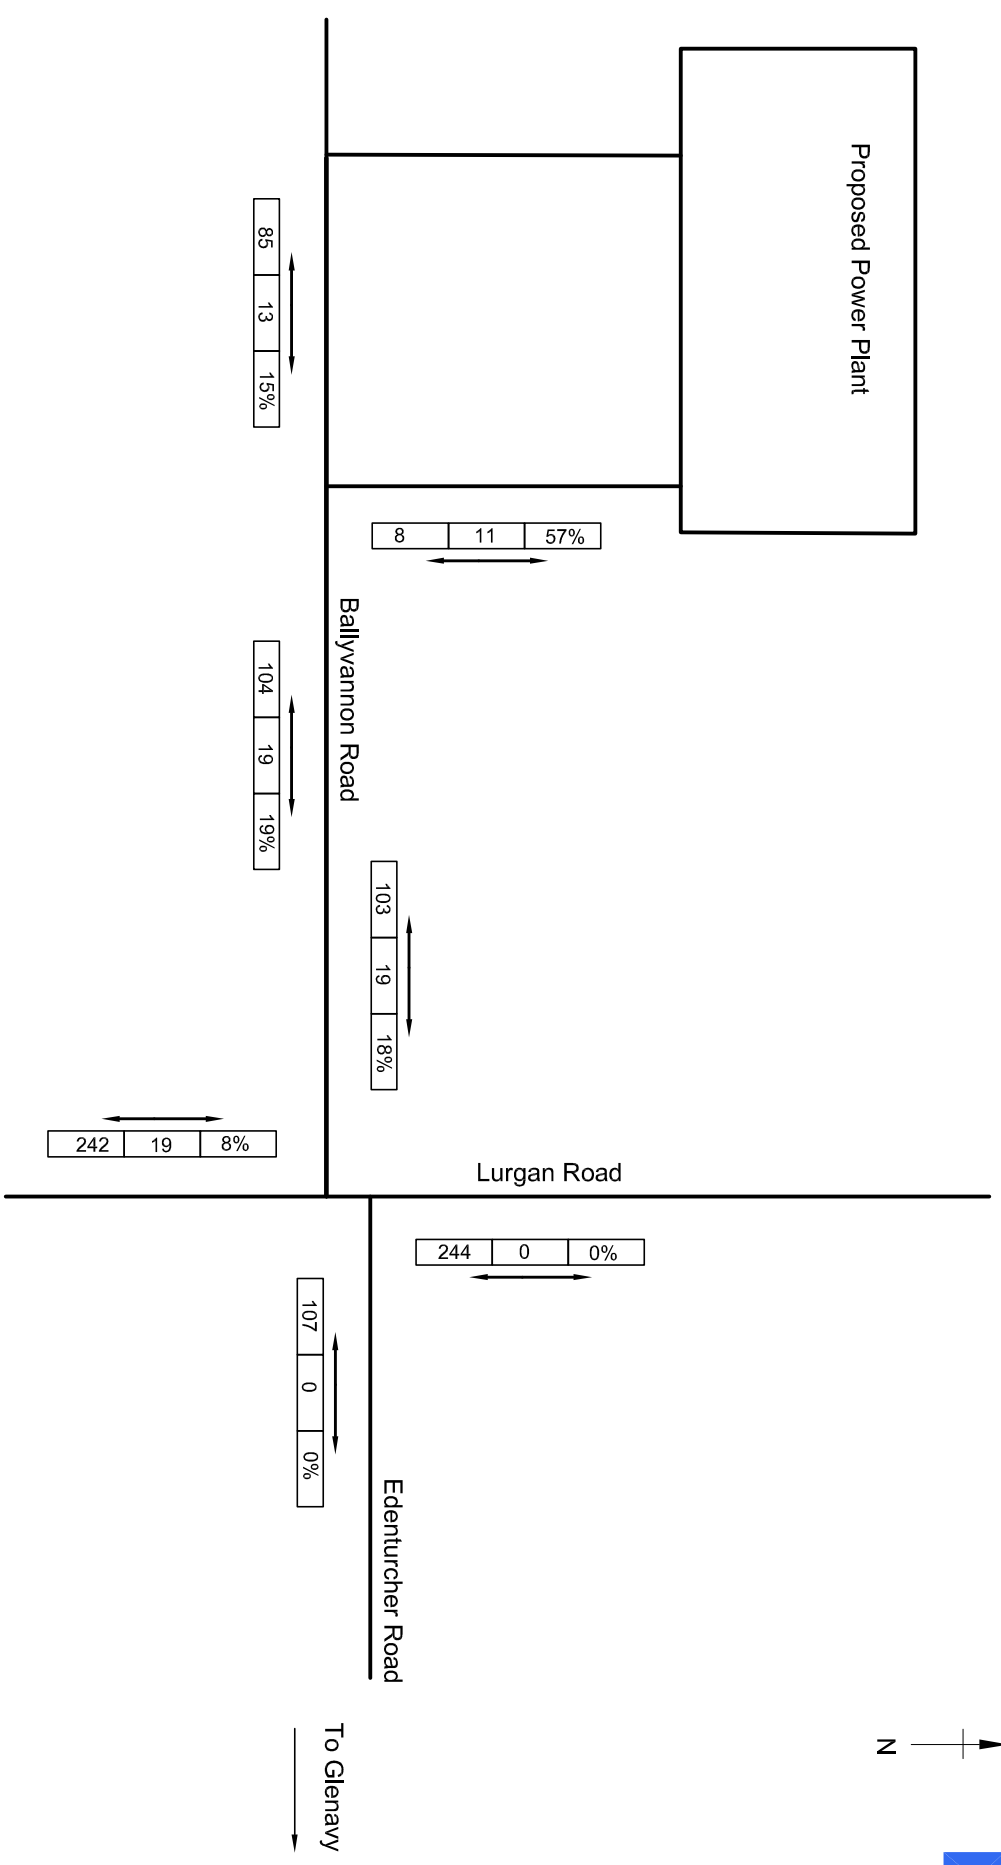 Proposed Power Plant
85 13 15%
8 11 57%
Ballyvannon Road
104 19 19%
103 19 18%
242 19 8%
Lurgan Road
244 0 0%
107 0 0%
Edenturcher Road
To Glenavy
N